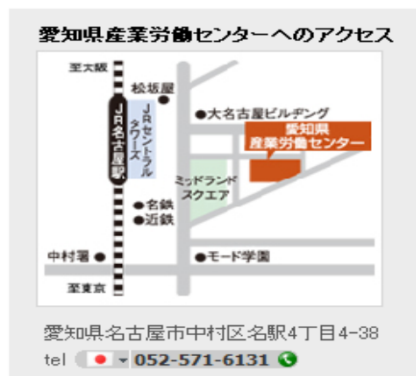 愛知県産業労働センターへのアクセス
至大阪
松坂屋
JR名古屋駅
JRセントラルタワーズ
●大名古屋ビルヂング
愛知県
産業労働センター
ミッドランド
スクエア
●名鉄
●近鉄
中村署●
●モード学園
至東京
愛知県名古屋市中村区名駅4丁目4-38
tel 052-571-6131